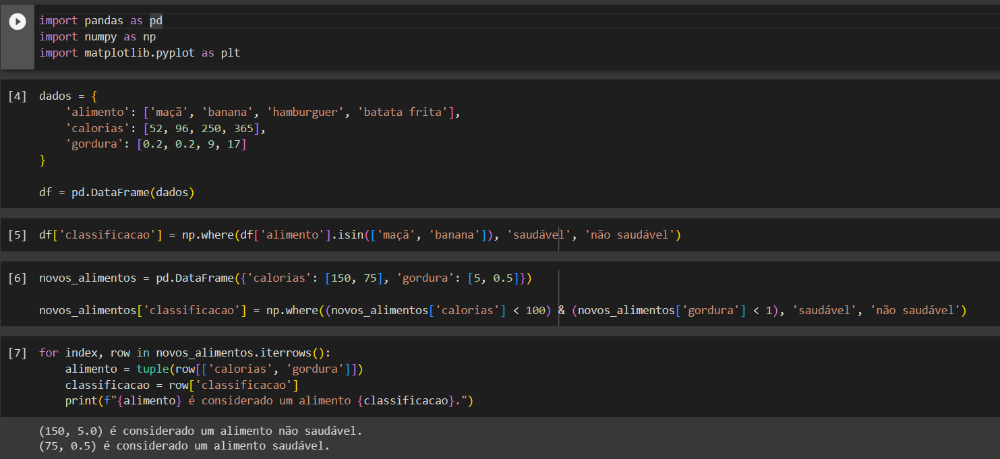 import pandas as pd
import numpy as np
import matplotlib.pyplot as plt
[4] dados = {
    'alimento': ['maçã', 'banana', 'hamburguer', 'batata frita'],
    'calorias': [52, 96, 250, 365],
    'gordura': [0.2, 0.2, 9, 17]
}
df = pd.DataFrame(dados)
[5] df['classificacao'] = np.where(df['alimento'].isin(['maçã', 'banana']), 'saudável', 'não saudável')
[6] novos_alimentos = pd.DataFrame({'calorias': [150, 75], 'gordura': [5, 0.5]})
novos_alimentos['classificacao'] = np.where((novos_alimentos['calorias'] < 100) & (novos_alimentos['gordura'] < 1), 'saudável', 'não saudável')
[7] for index, row in novos_alimentos.iterrows():
    alimento = tuple(row[['calorias', 'gordura']])
    classificacao = row['classificacao']
    print(f"{alimento} é considerado um alimento {classificacao}.")
(150, 5.0) é considerado um alimento não saudável.
(75, 0.5) é considerado um alimento saudável.